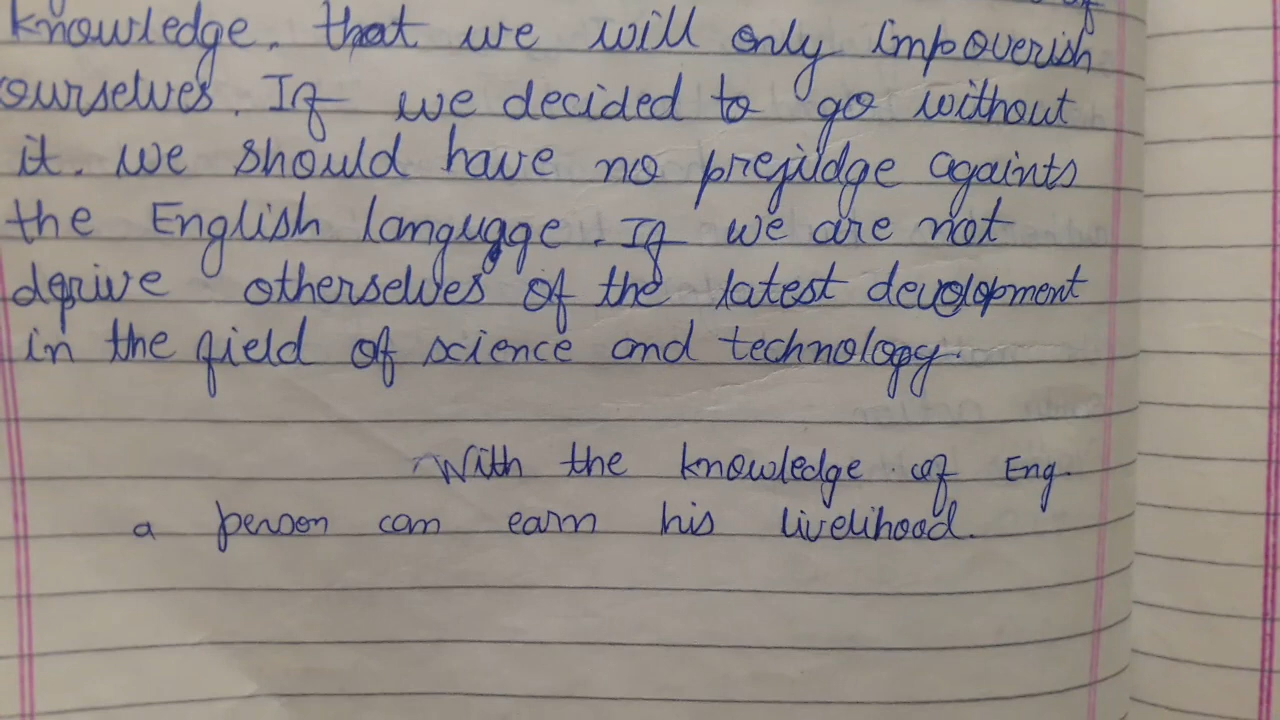 knowledge. that we will only impoverish
ourselves. If we decided to go without
it. we should have no prejudge againts
the English langugge. If we are not
deprive otherselves of the latest development
in the field of science and technology.
With the knowledge of Eng.
a person can earn his livelihood.